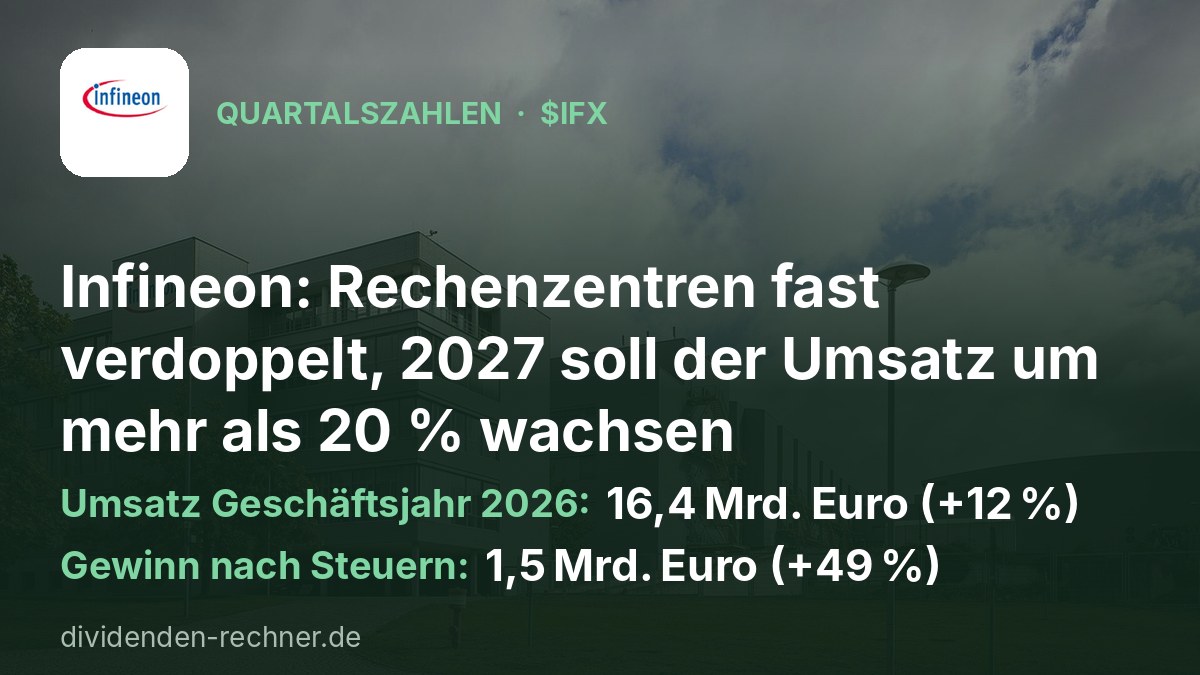 infineon
QUARTALSZAHLEN · $IFX
Infineon: Rechenzentren fast
verdoppelt, 2027 soll der Umsatz um
mehr als 20 % wachsen
Umsatz Geschäftsjahr 2026: 16,4 Mrd. Euro (+12 %)
Gewinn nach Steuern: 1,5 Mrd. Euro (+49 %)
dividenden-rechner.de